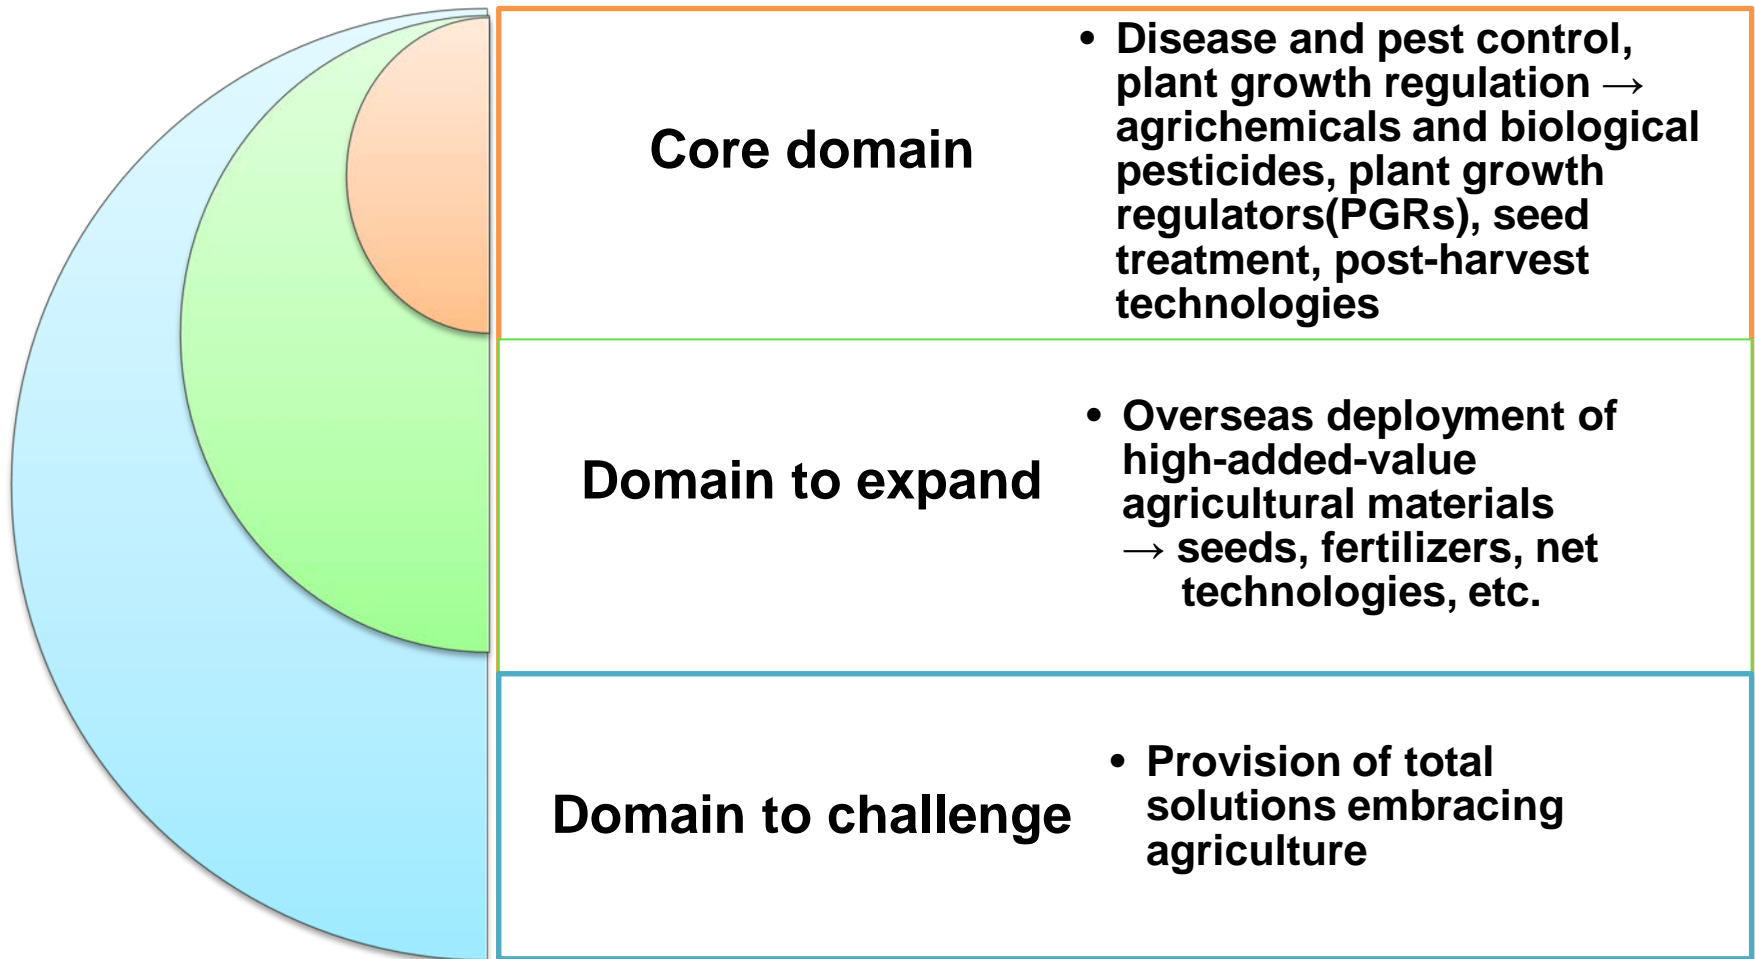 Core domain
• Disease and pest control,
plant growth regulation →
agrichemicals and biological
pesticides, plant growth
regulators(PGRs), seed
treatment, post-harvest
technologies
Domain to expand
• Overseas deployment of
high-added-value
agricultural materials
→ seeds, fertilizers, net
technologies, etc.
Domain to challenge
• Provision of total
solutions embracing
agriculture